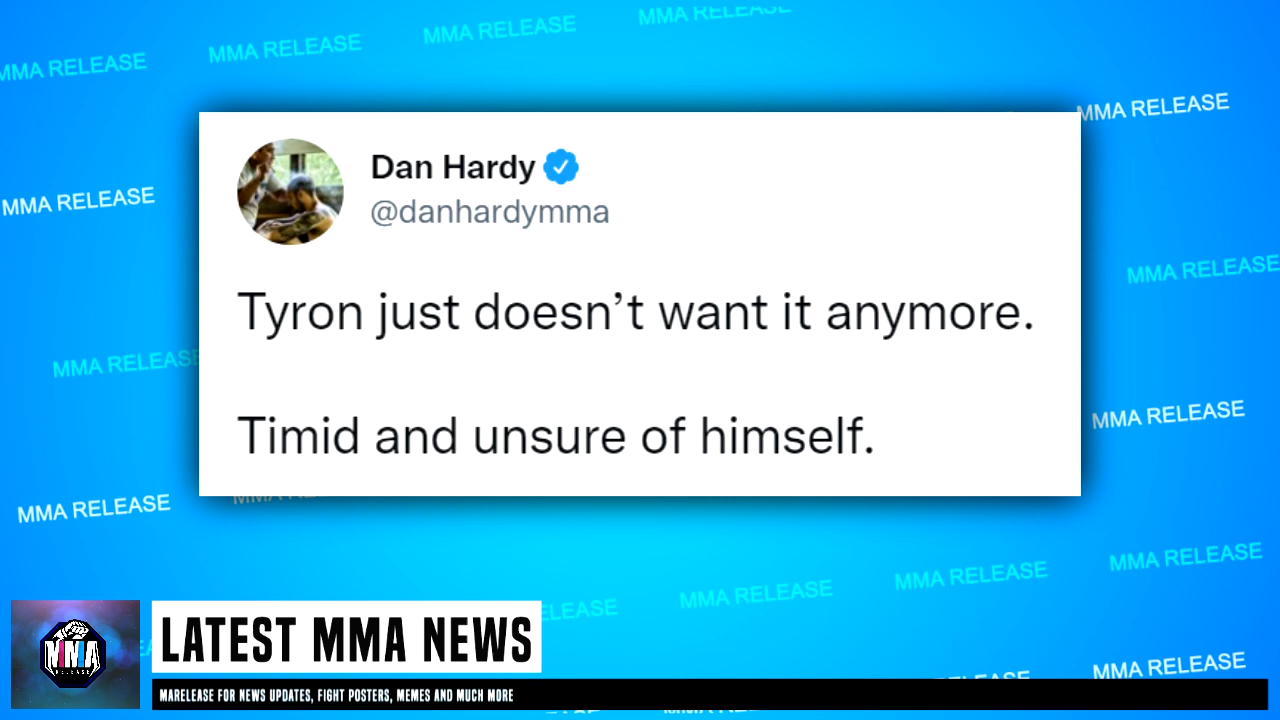 MMA RELEASE
MMA RELEASE
MMA RELEASE
MMA RELEASE
MMA RELEASE
Dan Hardy
@danhardymma
MMA RELEASE
MMA RELEASE
Tyron just doesn’t want it anymore.
MMA RELEASE
MMA RELEASE
Timid and unsure of himself.
MMA RELEASE
MMA RELEASE
MMA RELEASE
MMA RELEASE
LATEST MMA NEWS
MMA RELEASE
MMA RELEASE
MARELEASE FOR NEWS UPDATES, FIGHT POSTERS, MEMES AND MUCH MORE